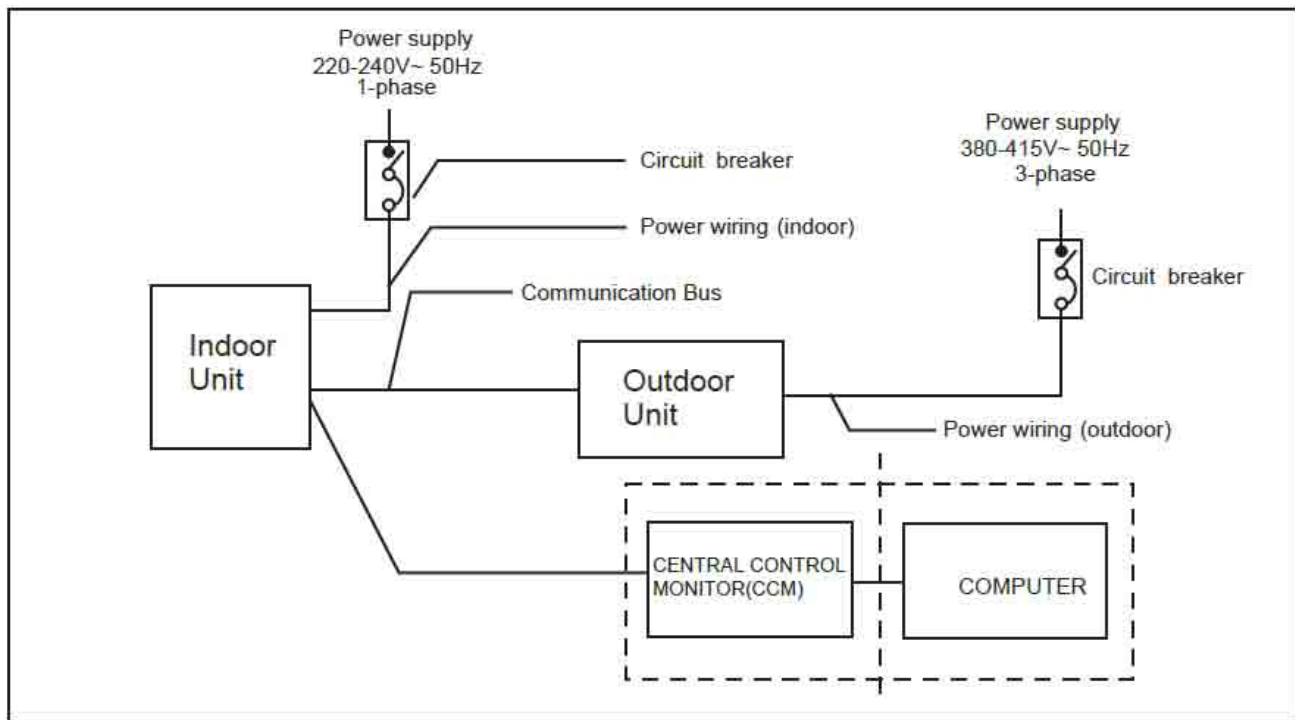 Power supply
220-240V~ 50Hz
1-phase
Circuit breaker
Power wiring (indoor)
Communication Bus
Power supply
380-415V~ 50Hz
3-phase
Circuit breaker
Indoor
Unit
Outdoor
Unit
Power wiring (outdoor)
CENTRAL CONTROL
MONITOR(CCM)
COMPUTER